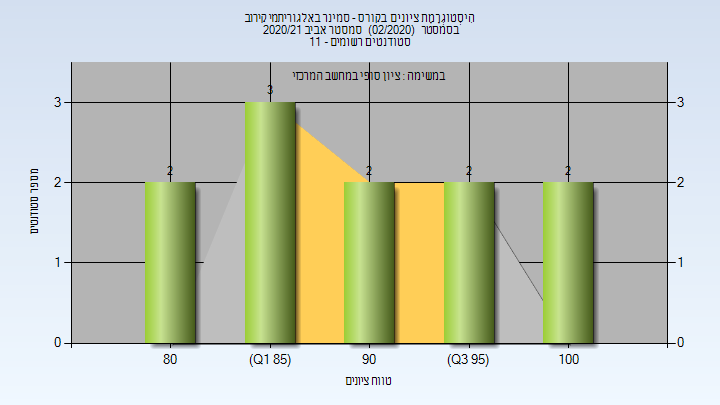 היסטוגרמת ציונים בקורס - סמינר באלגוריתמי קירוב
בסמסטר (02/2020) סמסטר אביב 2020/21
סטודנטים רשומים - 11
במשימה : ציון סופי במחשב המרכזי
3
2
2
2
2
3
3
2
2
1
1
0
0
מספר סטודנטים
80
(Q1 85)
90
(Q3 95)
100
טווח ציונים